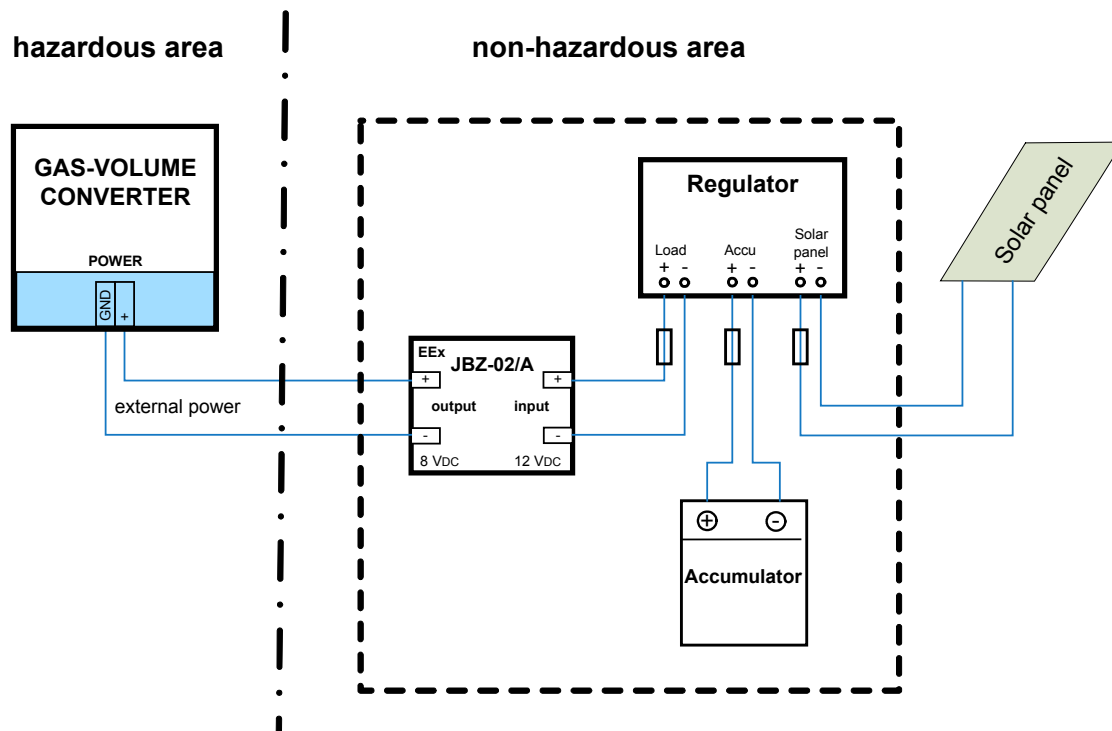 hazardous area
non-hazardous area
GAS-VOLUME
CONVERTER
POWER
GND
+
external power
EEx
JBZ-02/A
+
+
output
input
-
-
8 VDC
12 VDC
Regulator
Load
Accu
Solar
panel
+ -
+ -
+ -
+
-
Accumulator
Solar panel